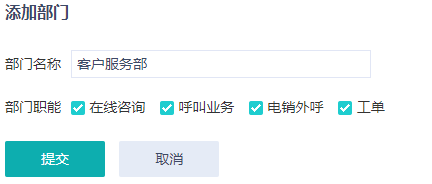 添加部门
部门名称 客户服务部
部门职能 在线咨询 呼叫业务 电销外呼 工单
提交 取消